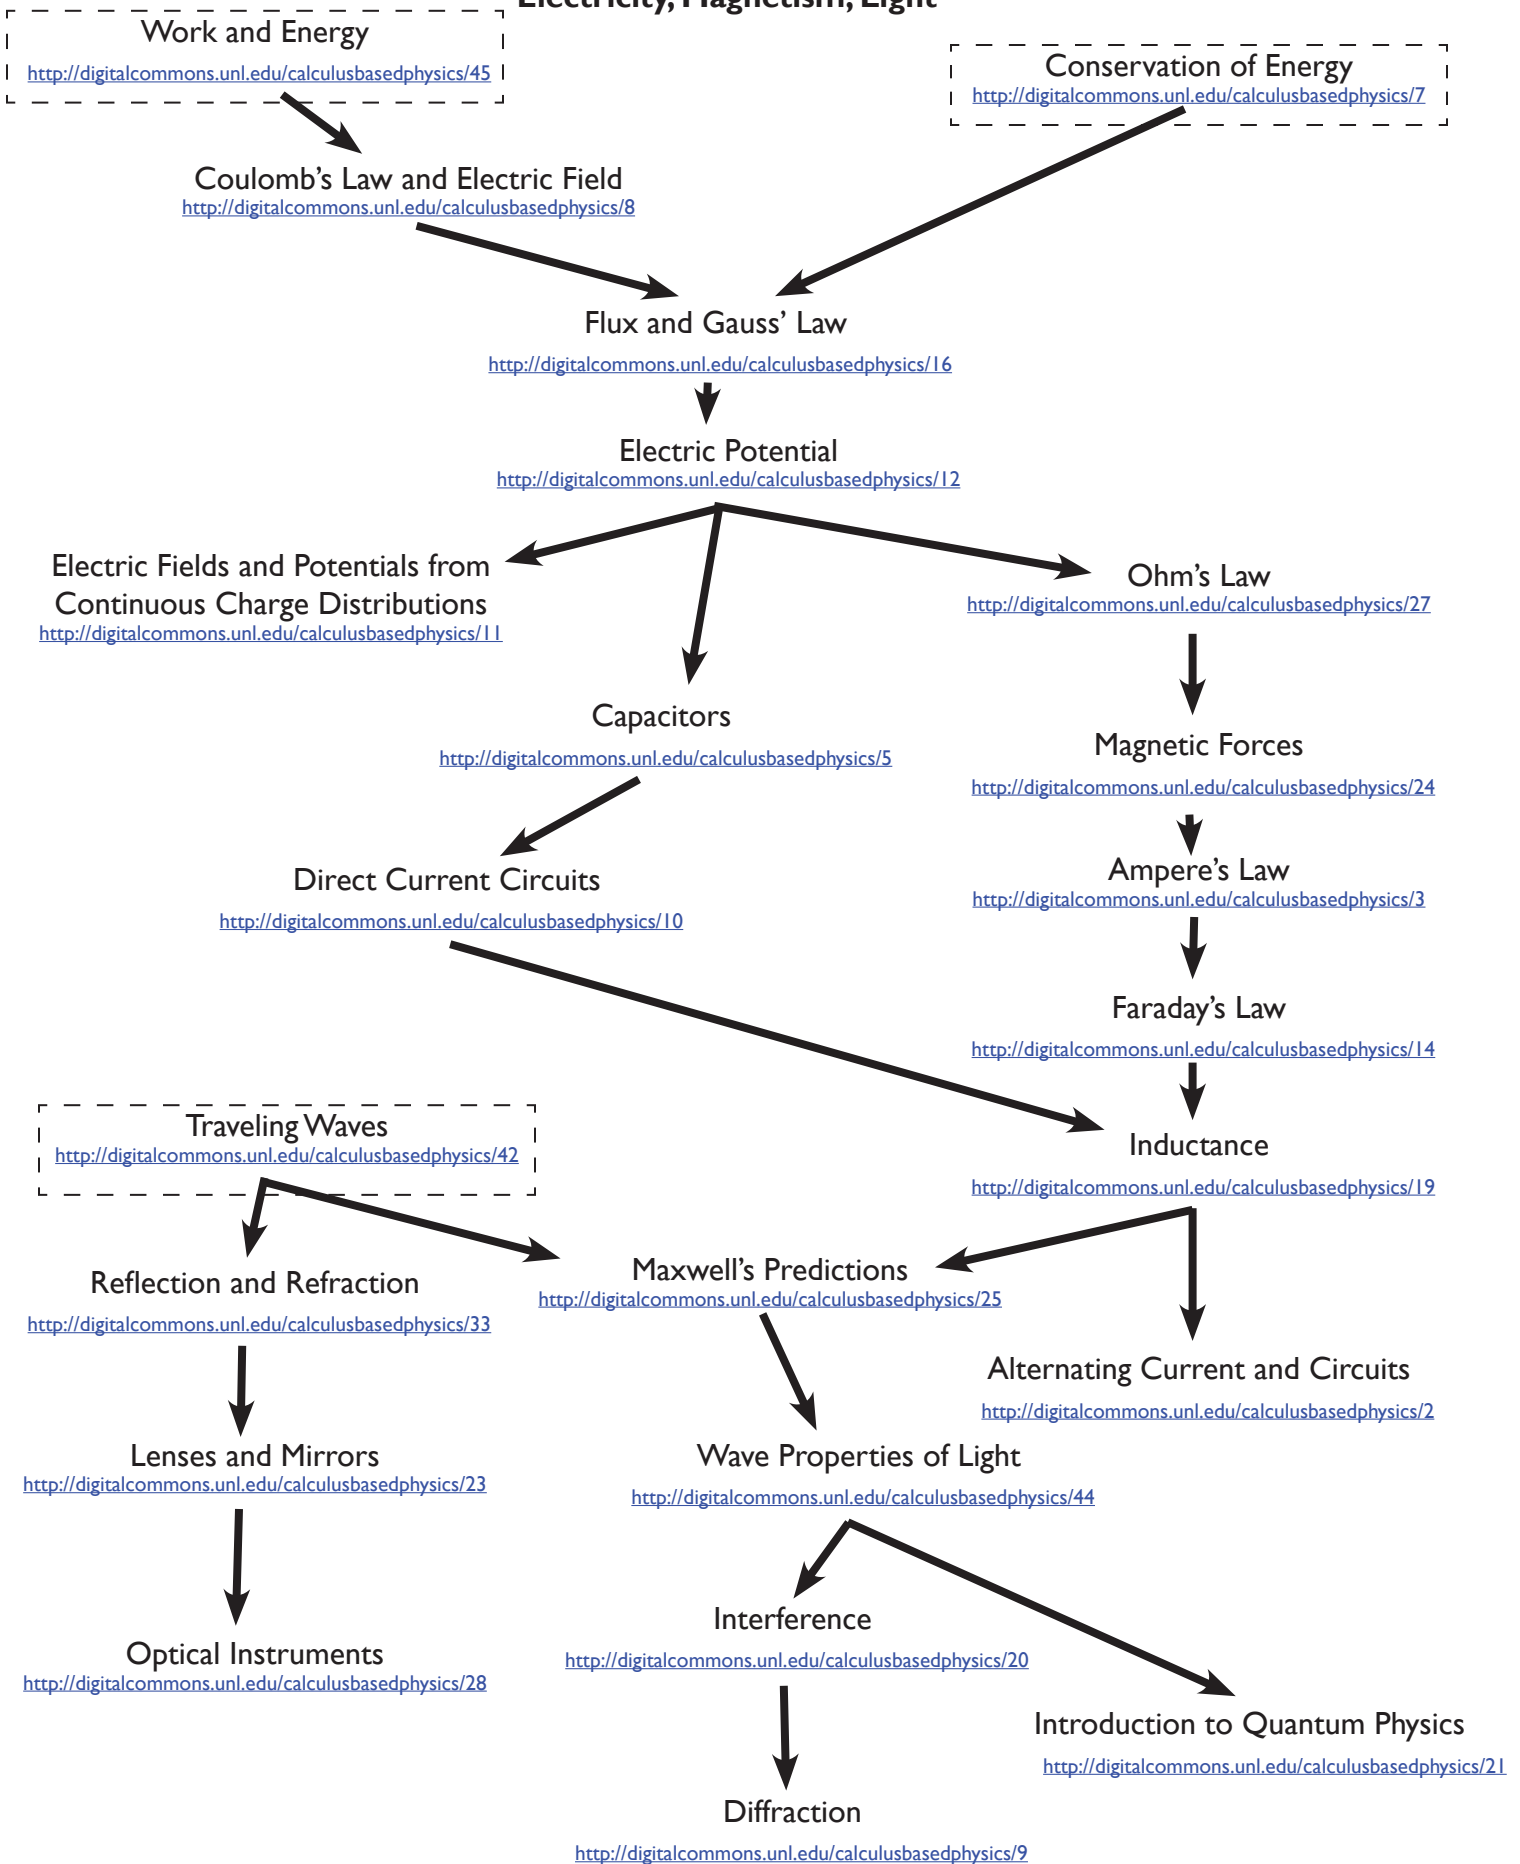 Electricity, Magnetism, Light
Work and Energy
http://digitalcommons.unl.edu/calculusbasedphysics/45
Conservation of Energy
http://digitalcommons.unl.edu/calculusbasedphysics/7
Coulomb’s Law and Electric Field
http://digitalcommons.unl.edu/calculusbasedphysics/8
Flux and Gauss’ Law
http://digitalcommons.unl.edu/calculusbasedphysics/16
Electric Potential
http://digitalcommons.unl.edu/calculusbasedphysics/12
Electric Fields and Potentials from
Continuous Charge Distributions
http://digitalcommons.unl.edu/calculusbasedphysics/11
Ohm’s Law
http://digitalcommons.unl.edu/calculusbasedphysics/27
Capacitors
http://digitalcommons.unl.edu/calculusbasedphysics/5
Magnetic Forces
http://digitalcommons.unl.edu/calculusbasedphysics/24
Direct Current Circuits
http://digitalcommons.unl.edu/calculusbasedphysics/10
Ampere’s Law
http://digitalcommons.unl.edu/calculusbasedphysics/3
Faraday’s Law
http://digitalcommons.unl.edu/calculusbasedphysics/14
Traveling Waves
http://digitalcommons.unl.edu/calculusbasedphysics/42
Inductance
http://digitalcommons.unl.edu/calculusbasedphysics/19
Reflection and Refraction
http://digitalcommons.unl.edu/calculusbasedphysics/33
Maxwell’s Predictions
http://digitalcommons.unl.edu/calculusbasedphysics/25
Alternating Current and Circuits
http://digitalcommons.unl.edu/calculusbasedphysics/2
Lenses and Mirrors
http://digitalcommons.unl.edu/calculusbasedphysics/23
Wave Properties of Light
http://digitalcommons.unl.edu/calculusbasedphysics/44
Optical Instruments
http://digitalcommons.unl.edu/calculusbasedphysics/28
Interference
http://digitalcommons.unl.edu/calculusbasedphysics/20
Introduction to Quantum Physics
http://digitalcommons.unl.edu/calculusbasedphysics/21
Diffraction
http://digitalcommons.unl.edu/calculusbasedphysics/9